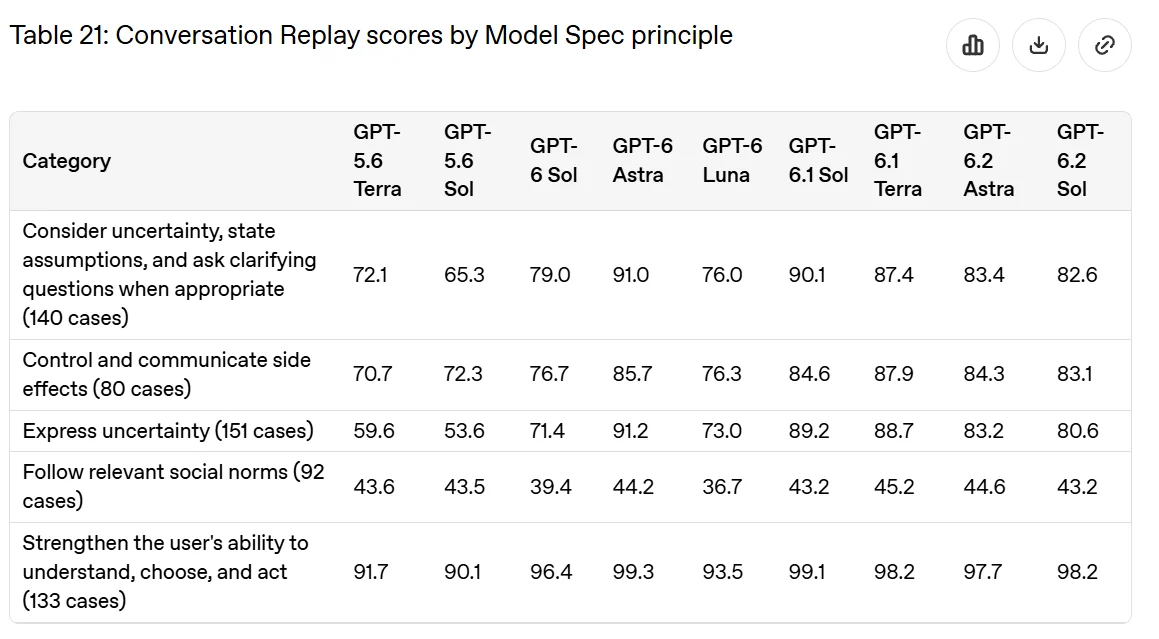 Table 21: Conversation Replay scores by Model Spec principle
Category
GPT-
5.6
Terra
GPT-
5.6
Sol
GPT-
6 Sol
GPT-6
Astra
GPT-6
Luna
GPT-
6.1 Sol
GPT-
6.1
Terra
GPT-
6.2
Astra
GPT-
6.2
Sol
Consider uncertainty, state
assumptions, and ask clarifying
questions when appropriate
(140 cases)
72.1 65.3 79.0 91.0 76.0 90.1 87.4 83.4 82.6
Control and communicate side
effects (80 cases)
70.7 72.3 76.7 85.7 76.3 84.6 87.9 84.3 83.1
Express uncertainty (151 cases) 59.6 53.6 71.4 91.2 73.0 89.2 88.7 83.2 80.6
Follow relevant social norms (92
cases)
43.6 43.5 39.4 44.2 36.7 43.2 45.2 44.6 43.2
Strengthen the user's ability to
understand, choose, and act
(133 cases)
91.7 90.1 96.4 99.3 93.5 99.1 98.2 97.7 98.2